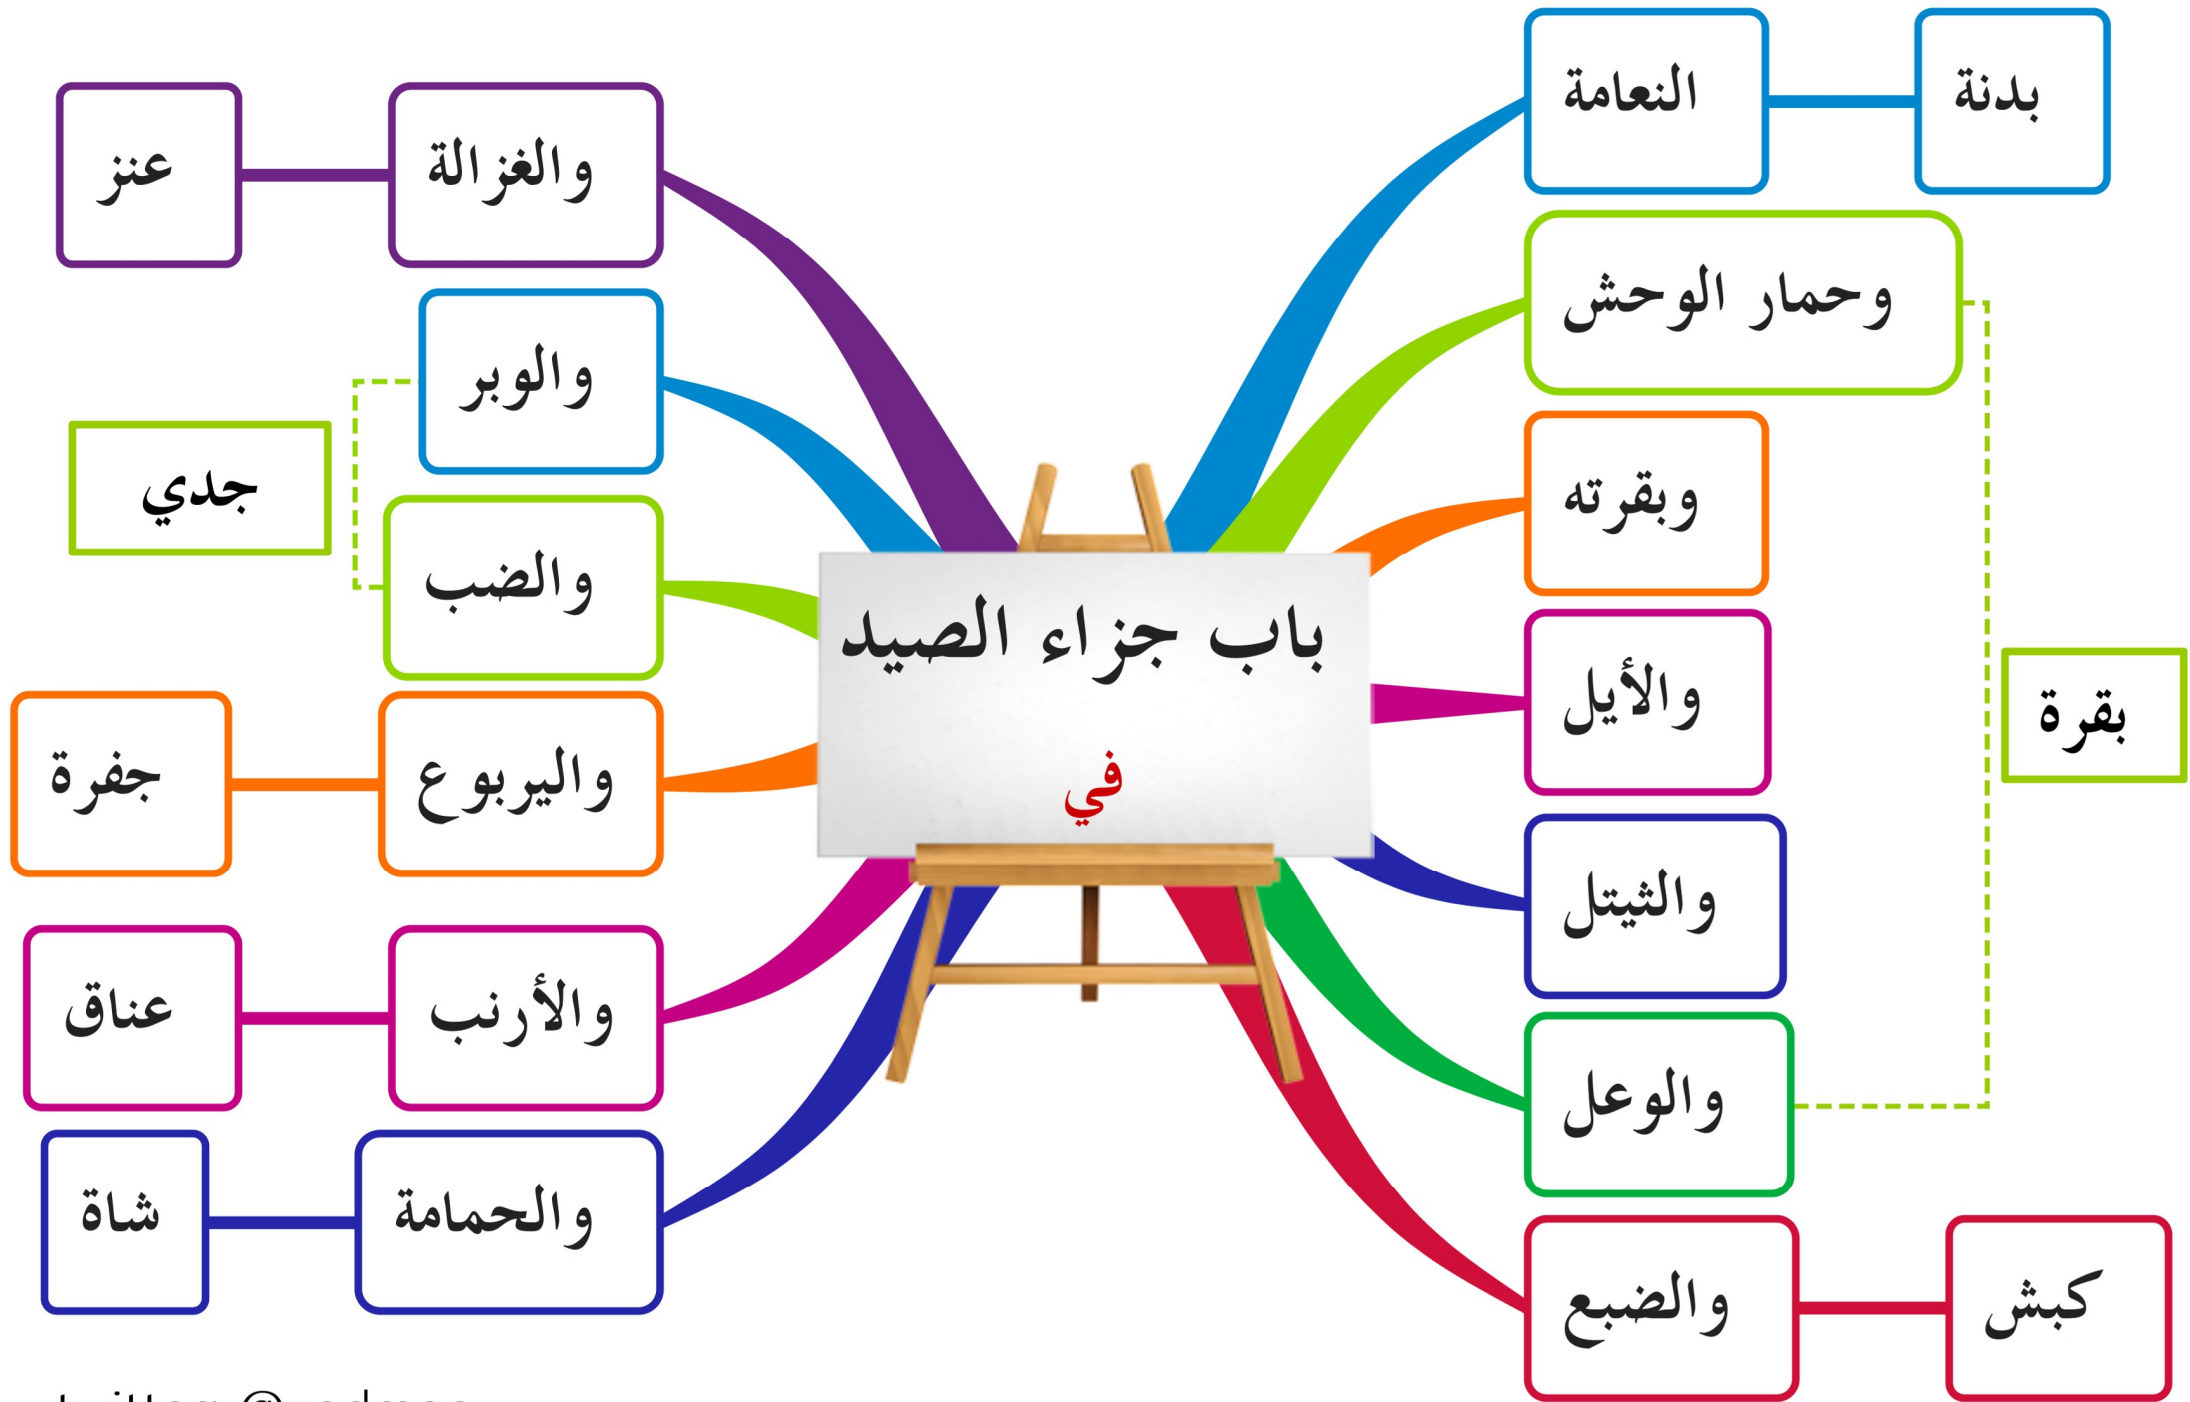 باب جزاء الصيد
في
النعامة
بدنة
وحمار الوحش
وبقرته
والأيل
والثيتل
والوعل
بقرة
والضبع
كبش
والغزالة
عنز
والوبر
والضب
جدي
واليربوع
جفرة
والأرنب
عناق
والحمامة
شاة